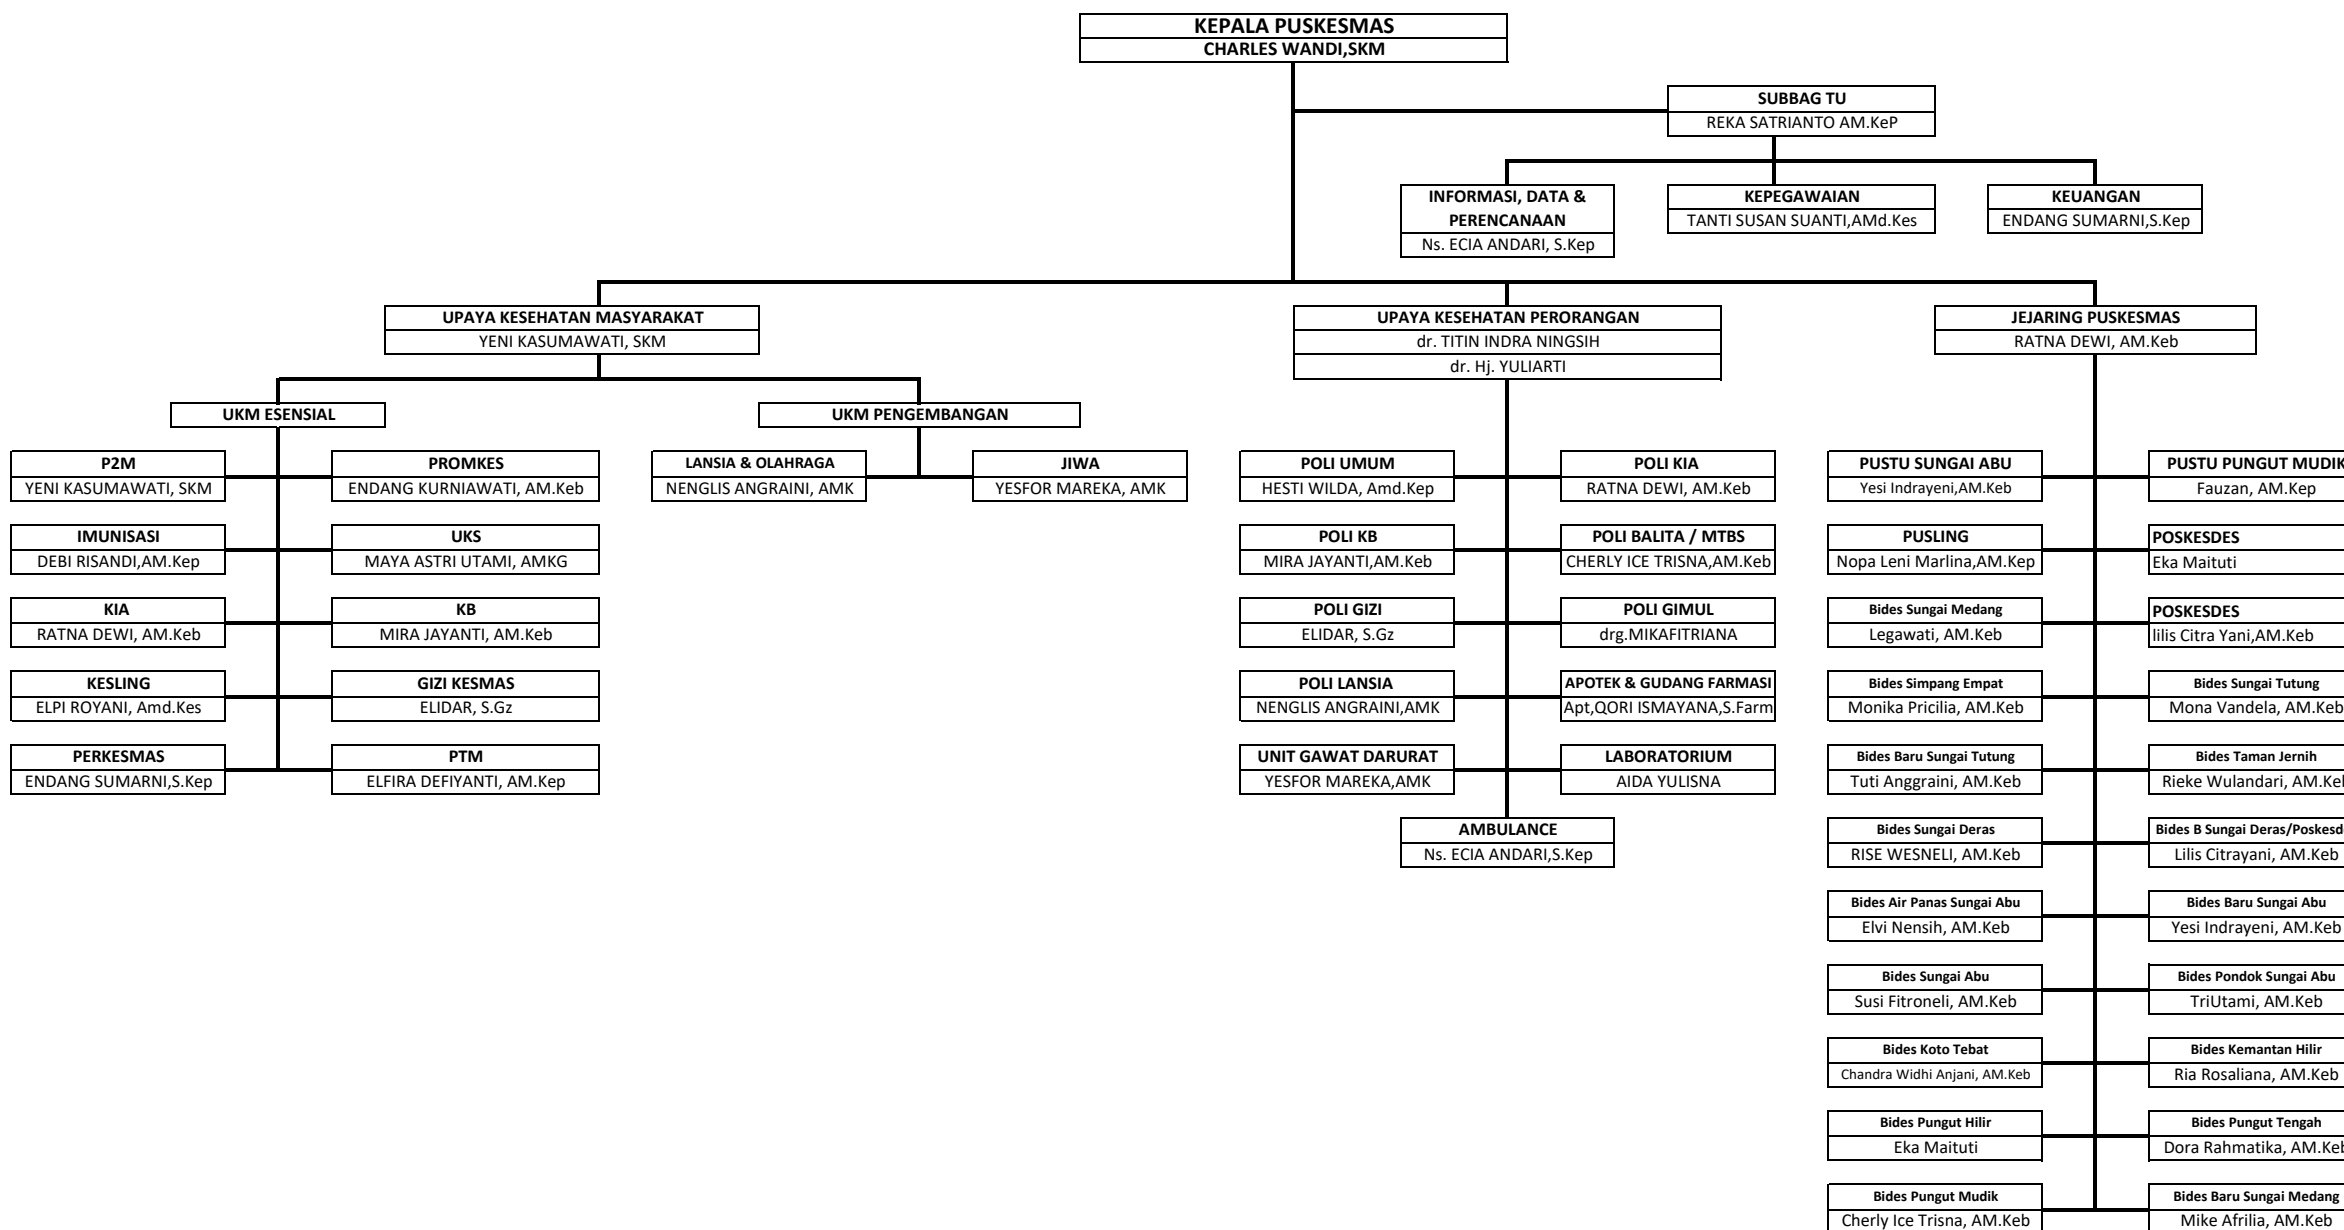 KEPALA PUSKESMAS
CHARLES WANDI,SKM
SUBBAG TU
REKA SATRIANTO AM.KeP
INFORMASI, DATA &
PERENCANAAN
Ns. ECIA ANDARI, S.Kep
KEPEGAWAIAN
TANTI SUSAN SUANTI,AMd.Kes
KEUANGAN
ENDANG SUMARNI,S.Kep
UPAYA KESEHATAN MASYARAKAT
YENI KASUMAWATI, SKM
UPAYA KESEHATAN PERORANGAN
dr. TITIN INDRA NINGSIH
dr. Hj. YULIARTI
JEJARING PUSKESMAS
RATNA DEWI, AM.Keb
UKM ESENSIAL
UKM PENGEMBANGAN
P2M
YENI KASUMAWATI, SKM
PROMKES
ENDANG KURNIAWATI, AM.Keb
IMUNISASI
DEBI RISANDI,AM.Kep
UKS
MAYA ASTRI UTAMI, AMKG
KIA
RATNA DEWI, AM.Keb
KB
MIRA JAYANTI, AM.Keb
KESLING
ELPI ROYANI, Amd.Kes
GIZI KESMAS
ELIDAR, S.Gz
PERKESMAS
ENDANG SUMARNI,S.Kep
PTM
ELFIRA DEFIYANTI, AM.Kep
LANSIA & OLAHRAGA
NENGLIS ANGRAINI, AMK
JIWA
YESFOR MAREKA, AMK
POLI UMUM
HESTI WILDA, Amd.Kep
POLI KIA
RATNA DEWI, AM.Keb
POLI KB
MIRA JAYANTI,AM.Keb
POLI BALITA / MTBS
CHERLY ICE TRISNA,AM.Keb
POLI GIZI
ELIDAR, S.Gz
POLI GIMUL
drg.MIKAFITRIANA
POLI LANSIA
NENGLIS ANGRAINI,AMK
APOTEK & GUDANG FARMASI
Apt,QORI ISMAYANA,S.Farm
UNIT GAWAT DARURAT
YESFOR MAREKA,AMK
LABORATORIUM
AIDA YULISNA
AMBULANCE
Ns. ECIA ANDARI,S.Kep
PUSTU SUNGAI ABU
Yesi Indrayeni,AM.Keb
PUSTU PUNGUT MUDIK
Fauzan, AM.Kep
PUSLING
Nopa Leni Marlina,AM.Kep
POSKESDES
Eka Maituti
Bides Sungai Medang
Legawati, AM.Keb
POSKESDES
lilis Citra Yani,AM.Keb
Bides Simpang Empat
Monika Pricilia, AM.Keb
Bides Sungai Tutung
Mona Vandela, AM.Keb
Bides Baru Sungai Tutung
Tuti Anggraini, AM.Keb
Bides Taman Jernih
Rieke Wulandari,
Bides Sungai Deras
RISE WESNELI, AM.Keb
Bides B Sungai
Lilis Citrayani, AM.Keb
Bides Air Panas Sungai Abu
Elvi Nensih, AM.Keb
Bides Baru Sungai Abu
Yesi Indrayeni, AM.Keb
Bides Sungai Abu
Susi Fitroneli, AM.Keb
Bides Pondok Sungai Abu
TriUtami, AM.Keb
Bides Koto Tebat
Chandra Widhi Anjani, AM.Keb
Bides Kemantan Hilir
Ria Rosaliana, AM.Keb
Bides Pungut Hilir
Eka Maituti
Bides Pungut Tengah
Dora Rahmatika,
Bides Pungut Mudik
Cherly Ice Trisna, AM.Keb
Bides Baru Sungai Medang
Mike Afrilia, AM.Keb